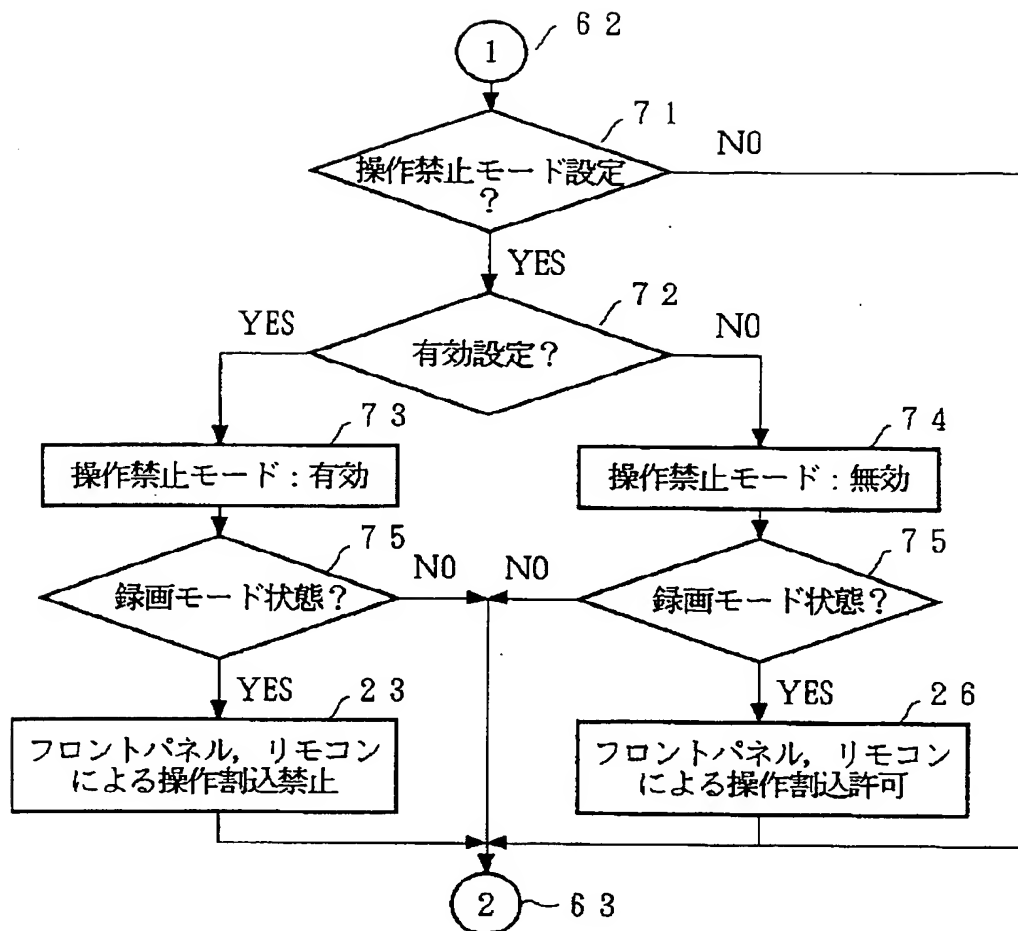 62
1
71
NO
操作禁止モード設定
?
YES
72
YES
NO
有効設定?
73
74
操作禁止モード:有効
操作禁止モード:無効
75
75
NO
NO
録画モード状態?
録画モード状態?
YES
23
YES
26
フロントパネル,リモコン
による操作割込禁止
フロントパネル,リモコン
による操作割込許可
2
63